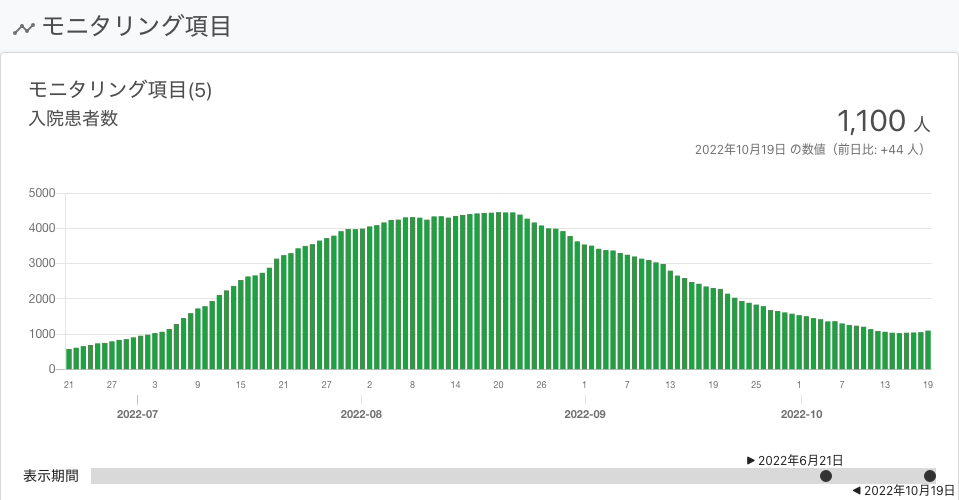 モニタリング項目
モニタリング項目(5)
入院患者数
1,100 人
2022年10月19日 の数値（前日比: +44 人）
5000
4000
3000
2000
1000
0
21 27 3 9 15 21 27 2 8 14 20 26 1 7 13 19 25 1 7 13 19
2022-07 2022-08 2022-09 2022-10
▶ 2022年6月21日
表示期間
◀ 2022年10月19日